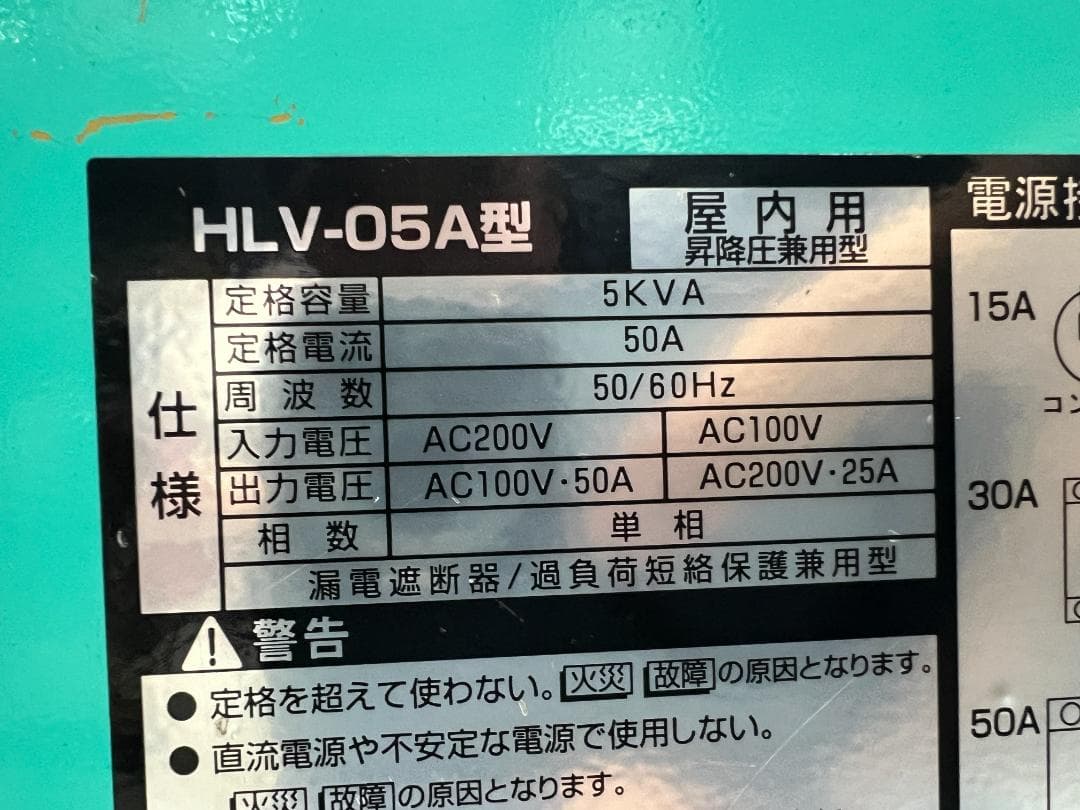 HLV-05A型
屋内用
昇降圧兼用型
仕様
定格容量 5KVA
定格電流 50A
周波数 50/60Hz
入力電圧 AC200V AC100V
出力電圧 AC100V・50A AC200V・25A
相数 単相
漏電遮断器/過負荷短絡保護兼用型
警告
● 定格を超えて使わない。火災 故障の原因となります。
● 直流電源や不安定な電源で使用しない。
火災 故障の原因となります。
電源
15A
コン
30A
50A